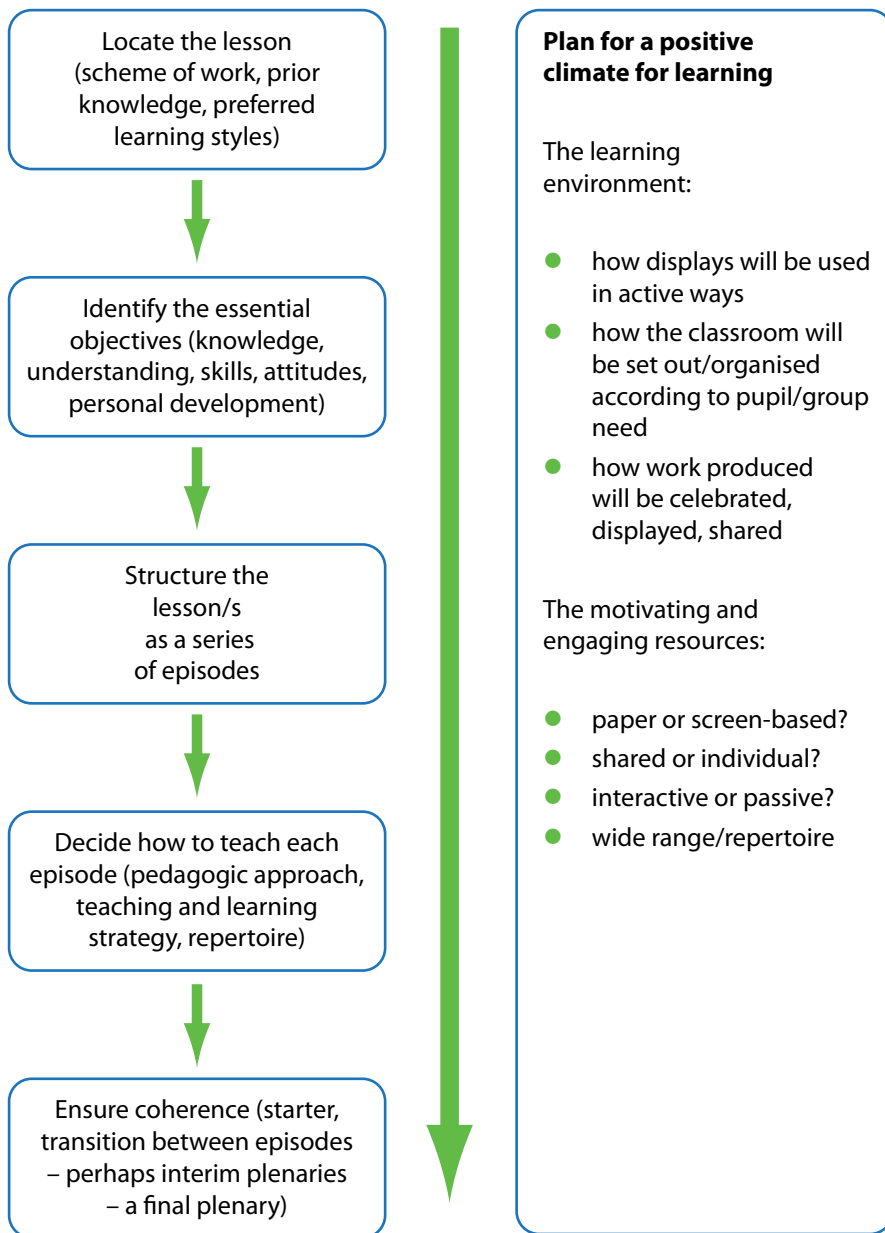 Locate the lesson
(scheme of work, prior
knowledge, preferred
learning styles)
Identify the essential
objectives (knowledge,
understanding, skills, attitudes,
personal development)
Structure the
lesson/s
as a series
of episodes
Decide how to teach each
episode (pedagogic approach,
teaching and learning
strategy, repertoire)
Ensure coherence (starter,
transition between episodes
– perhaps interim plenaries
– a final plenary)
Plan for a positive
climate for learning
The learning
environment:
● how displays will be used
in active ways
● how the classroom will
be set out/organised
according to pupil/group
need
● how work produced
will be celebrated,
displayed, shared
The motivating and
engaging resources:
● paper or screen-based?
● shared or individual?
● interactive or passive?
● wide range/repertoire